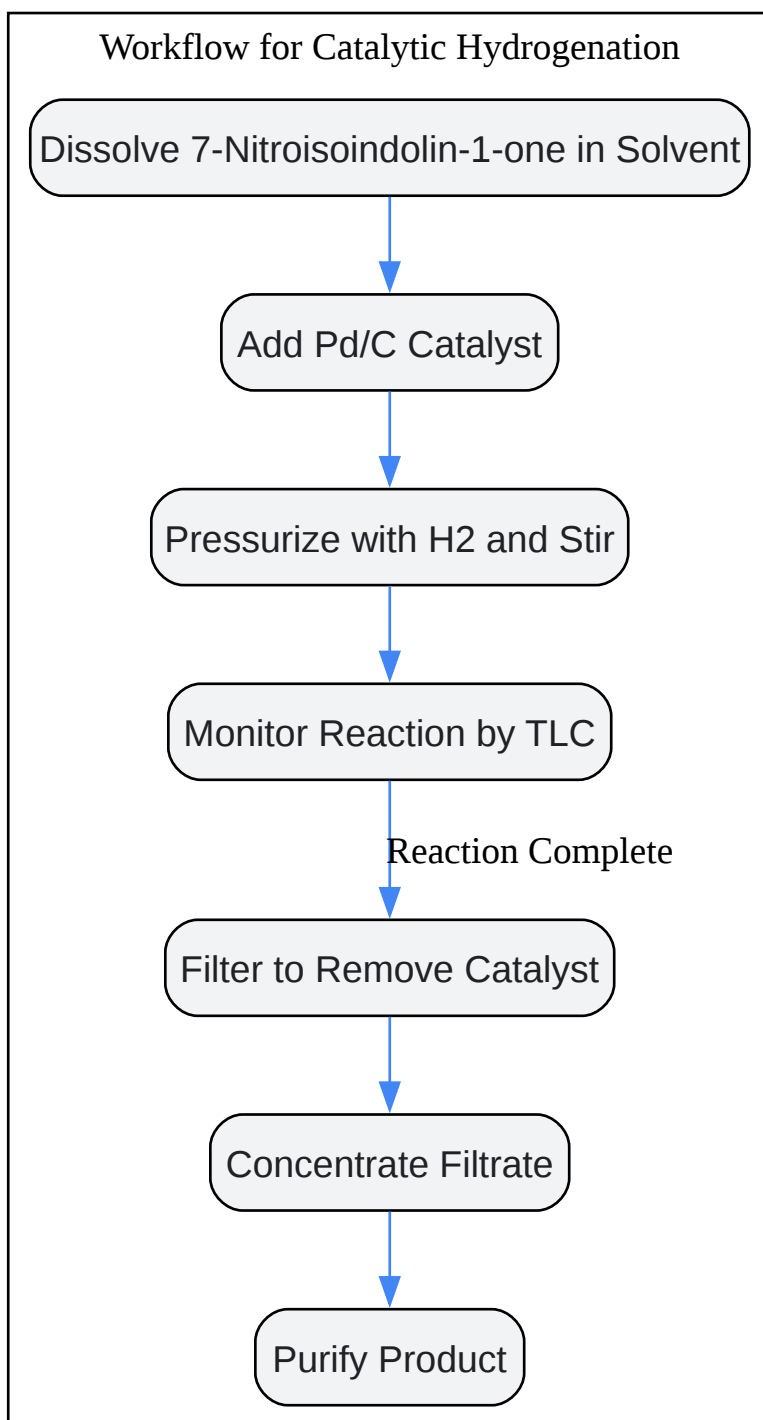 Workflow for Catalytic Hydrogenation
Dissolve 7-Nitroisoindolin-1-one in Solvent
Add Pd/C Catalyst
Pressurize with H2 and Stir
Monitor Reaction by TLC
Reaction Complete
Filter to Remove Catalyst
Concentrate Filtrate
Purify Product